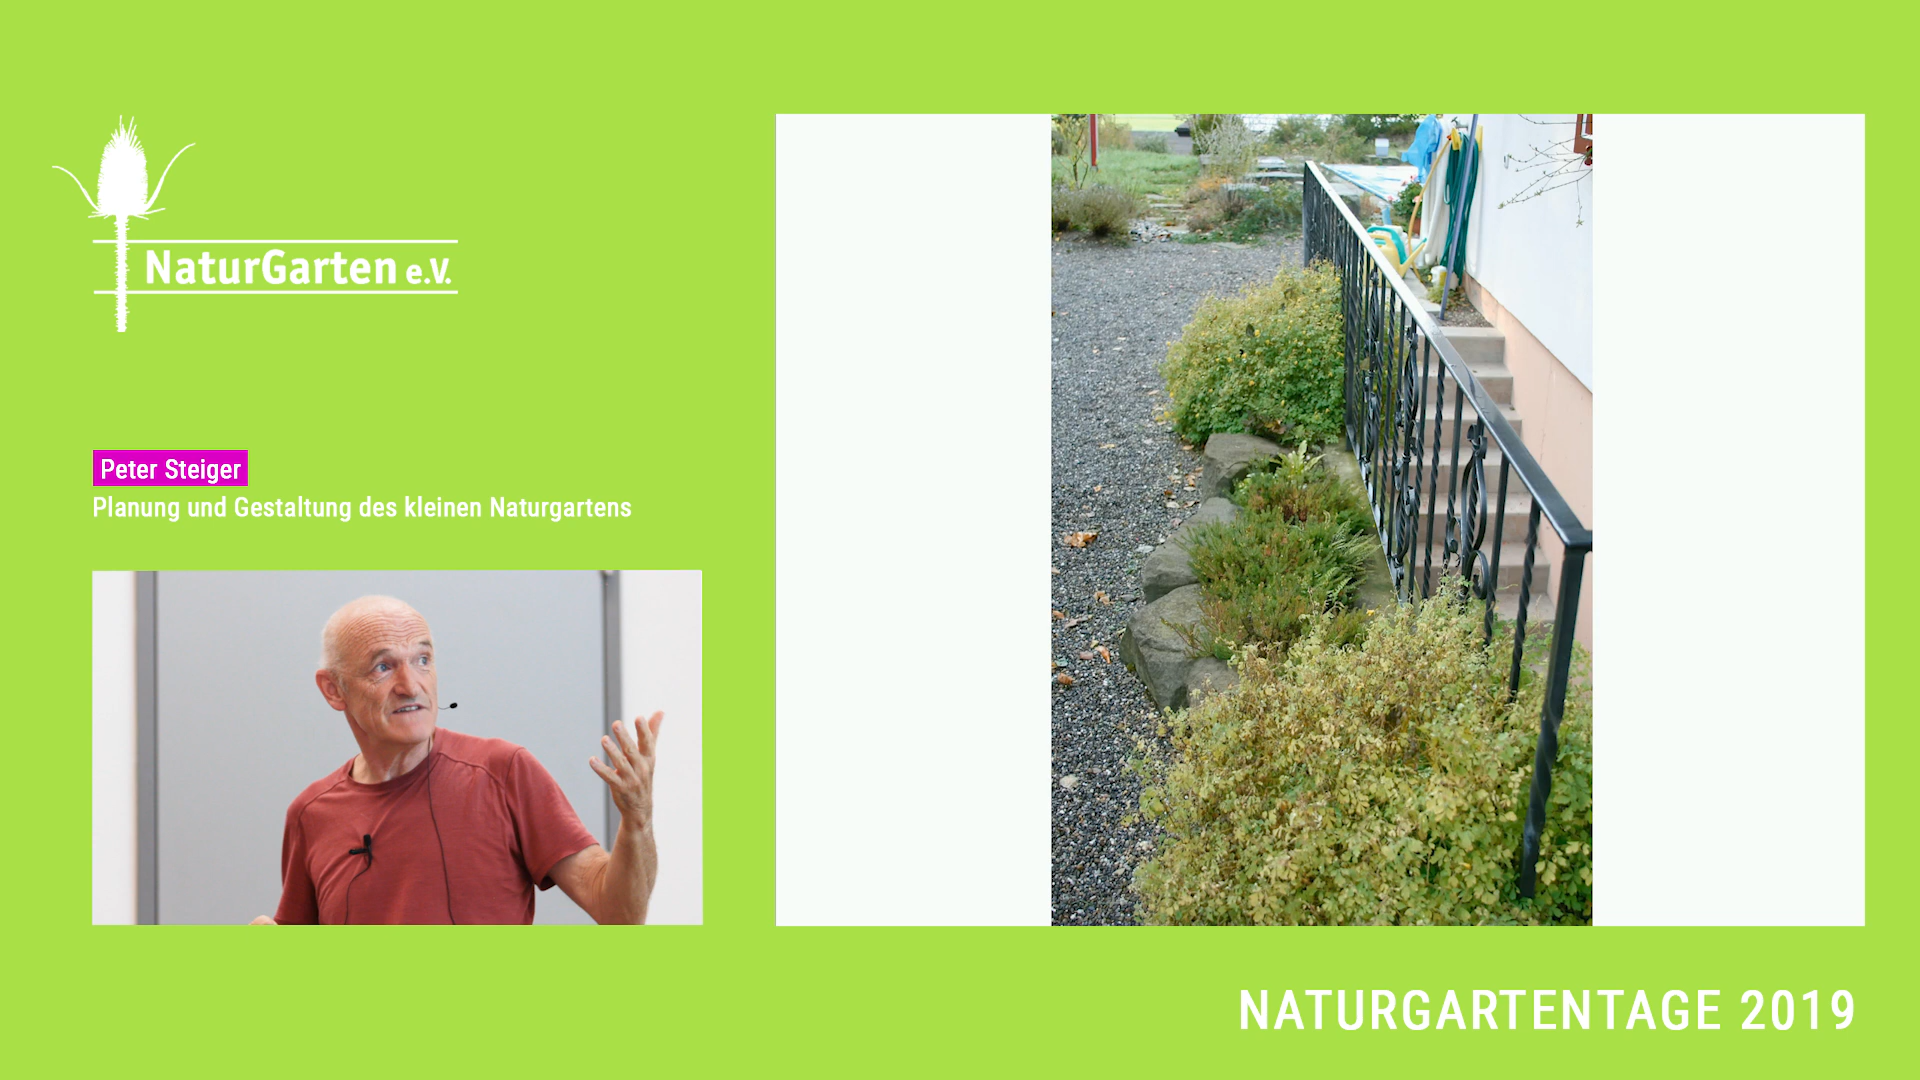 NaturGarten e.V.
Peter Steiger
Planung und Gestaltung des kleinen Naturgartens
NATURGARTENTAGE 2019